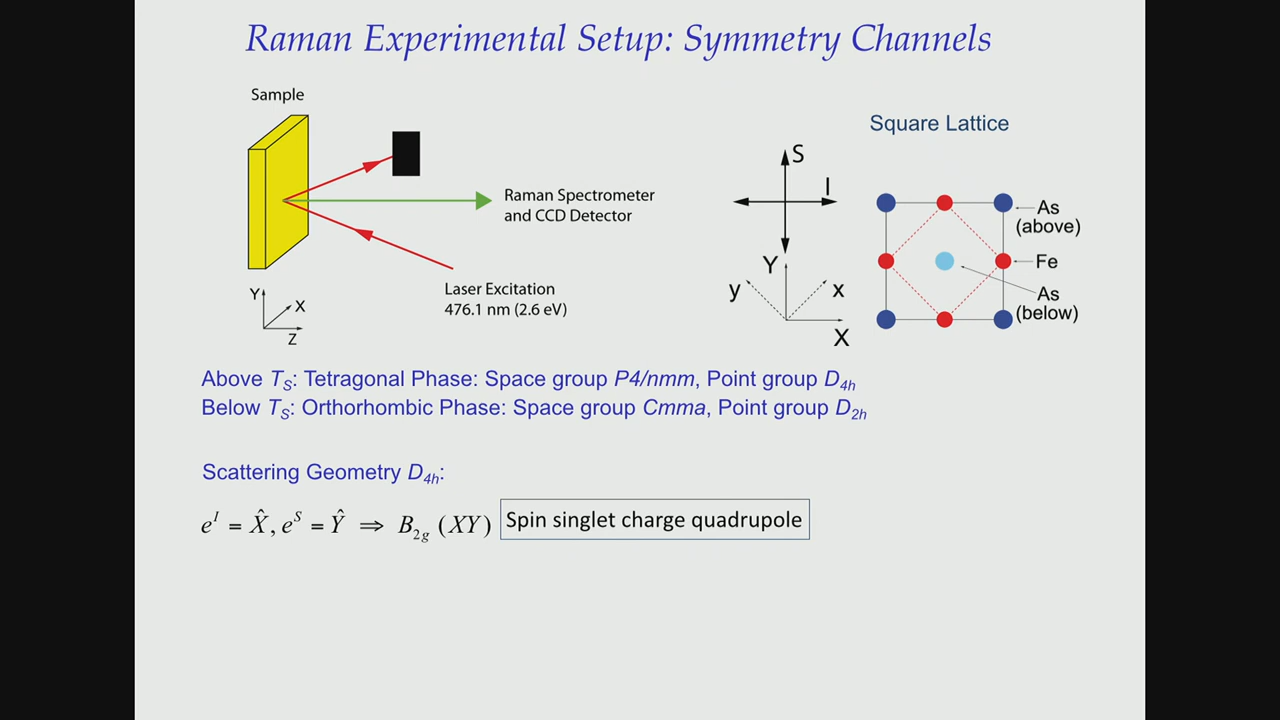 Raman Experimental Setup: Symmetry Channels
Sample
Raman Spectrometer
and CCD Detector
Laser Excitation
476.1 nm (2.6 eV)
Y
X
Z
S
I
Y
y
x
X
Square Lattice
As
(above)
Fe
As
(below)
Above T_S: Tetragonal Phase: Space group P4/nmm, Point group D_4h
Below T_S: Orthorhombic Phase: Space group Cmma, Point group D_2h
Scattering Geometry D_4h:
e^I = X̂, e^S = Ŷ ⇒ B_2g (XY) Spin singlet charge quadrupole